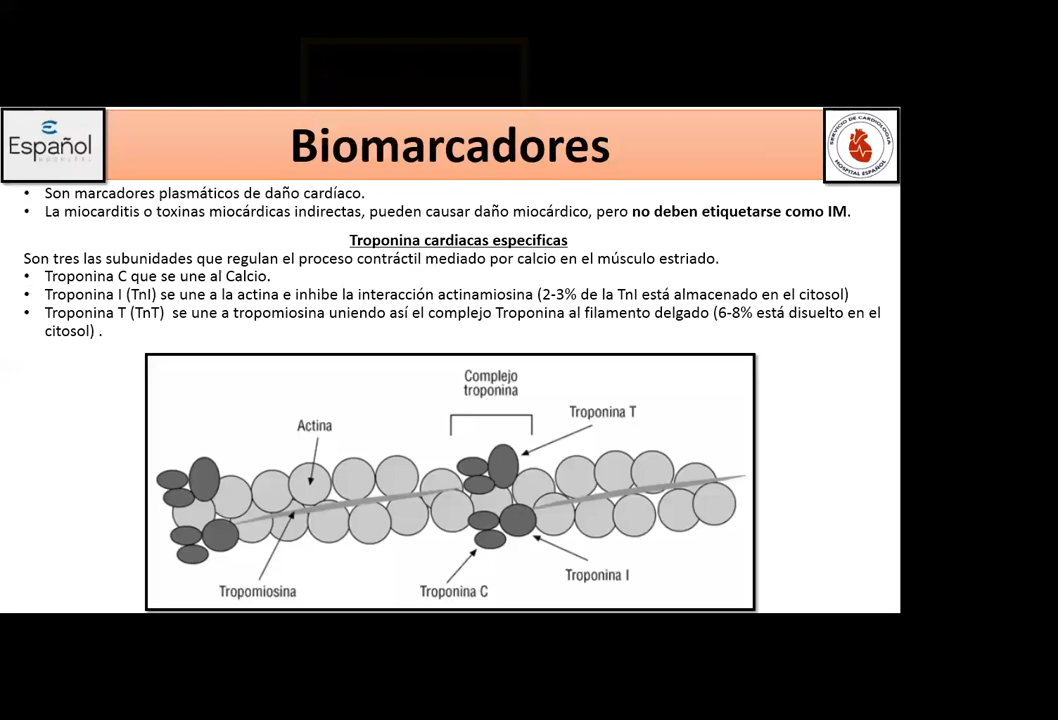 Español
Biomarcadores
SERVICIO DE CARDIOLOGIA
HOSPITAL ESPAÑOL
• Son marcadores plasmáticos de daño cardíaco.
• La miocarditis o toxinas miocárdicas indirectas, pueden causar daño miocárdico, pero no deben etiquetarse como IM.
Troponina cardiacas especificas
Son tres las subunidades que regulan el proceso contráctil mediado por calcio en el músculo estriado.
• Troponina C que se une al Calcio.
• Troponina I (TnI) se une a la actina e inhibe la interacción actinamiosina (2-3% de la TnI está almacenado en el citosol)
• Troponina T (TnT) se une a tropomiosina uniendo así el complejo Troponina al filamento delgado (6-8% está disuelto en el
citosol) .
Complejo
troponina
Troponina T
Actina
Troponina I
Tropomiosina
Troponina C